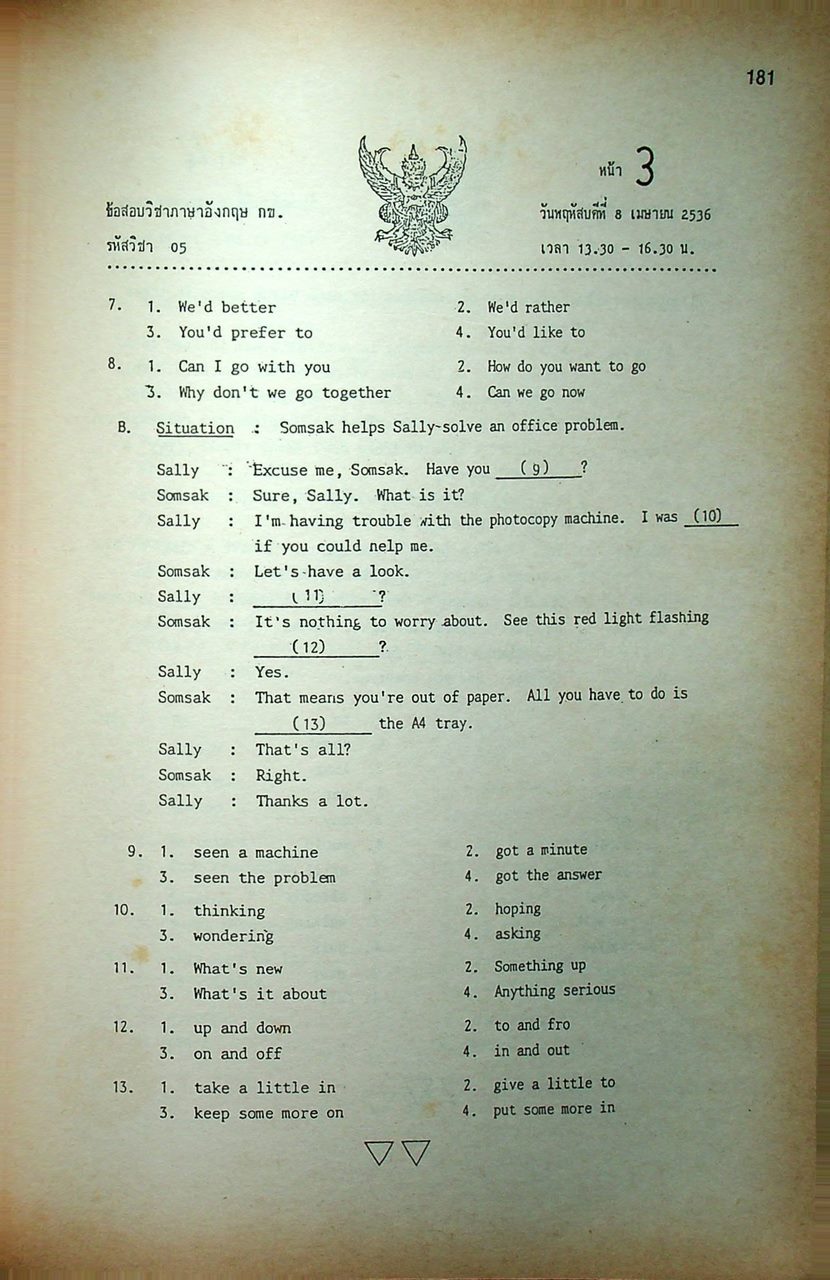 181
หน้า 3
ข้อสอบวิชาภาษาอังกฤษ กข.
วันพฤหัสบดีที่ 8 เมษายน 2536
รหัสวิชา 05
เวลา 13.30 - 16.30 น.
7. 1. We'd better 2. We'd rather
3. You'd prefer to 4. You'd like to
8. 1. Can I go with you 2. How do you want to go
3. Why don't we go together 4. Can we go now
B. Situation : Somsak helps Sally solve an office problem.
Sally : Excuse me, Somsak. Have you (9) ?
Somsak : Sure, Sally. What is it?
Sally : I'm having trouble with the photocopy machine. I was (10)
if you could help me.
Somsak : Let's have a look.
Sally : (11) ?
Somsak : It's nothing to worry about. See this red light flashing
(12) ?
Sally : Yes.
Somsak : That means you're out of paper. All you have to do is
(13) the A4 tray.
Sally : That's all?
Somsak : Right.
Sally : Thanks a lot.
9. 1. seen a machine 2. got a minute
3. seen the problem 4. got the answer
10. 1. thinking 2. hoping
3. wondering 4. asking
11. 1. What's new 2. Something up
3. What's it about 4. Anything serious
12. 1. up and down 2. to and fro
3. on and off 4. in and out
13. 1. take a little in 2. give a little to
3. keep some more on 4. put some more in